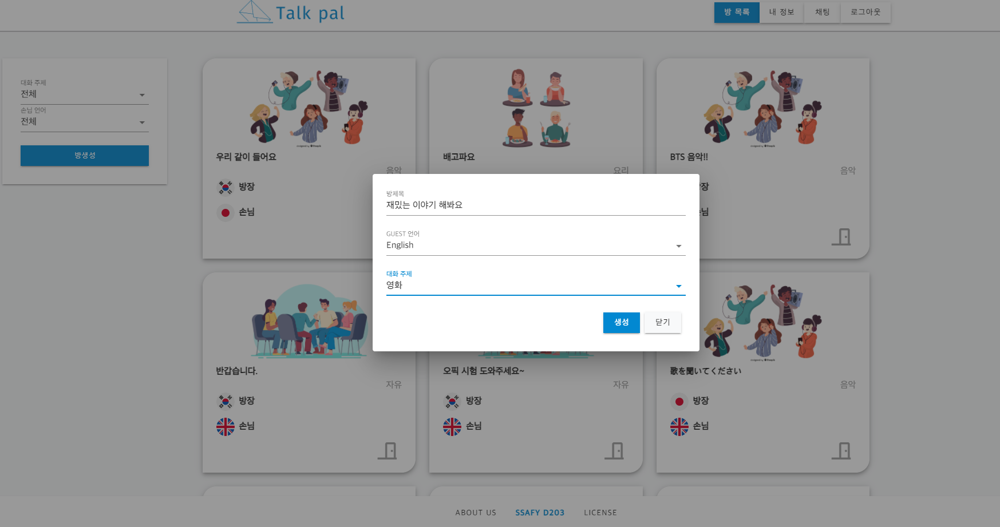 Talk pal
방 목록
내 정보
채팅
로그아웃
대화 주제
전체
손님 언어
전체
방생성
우리 같이 들어요
음악
방장
손님
배고파요
요리
BTS 음악!!
음악
방제목
재밌는 이야기 해봐요
GUEST 언어
English
대화 주제
영화
생성
닫기
반갑습니다.
자유
방장
손님
오픽 시험 도와주세요~
자유
방장
손님
歌を聞いてください
음악
방장
손님
ABOUT US
SSAFY D203
LICENSE